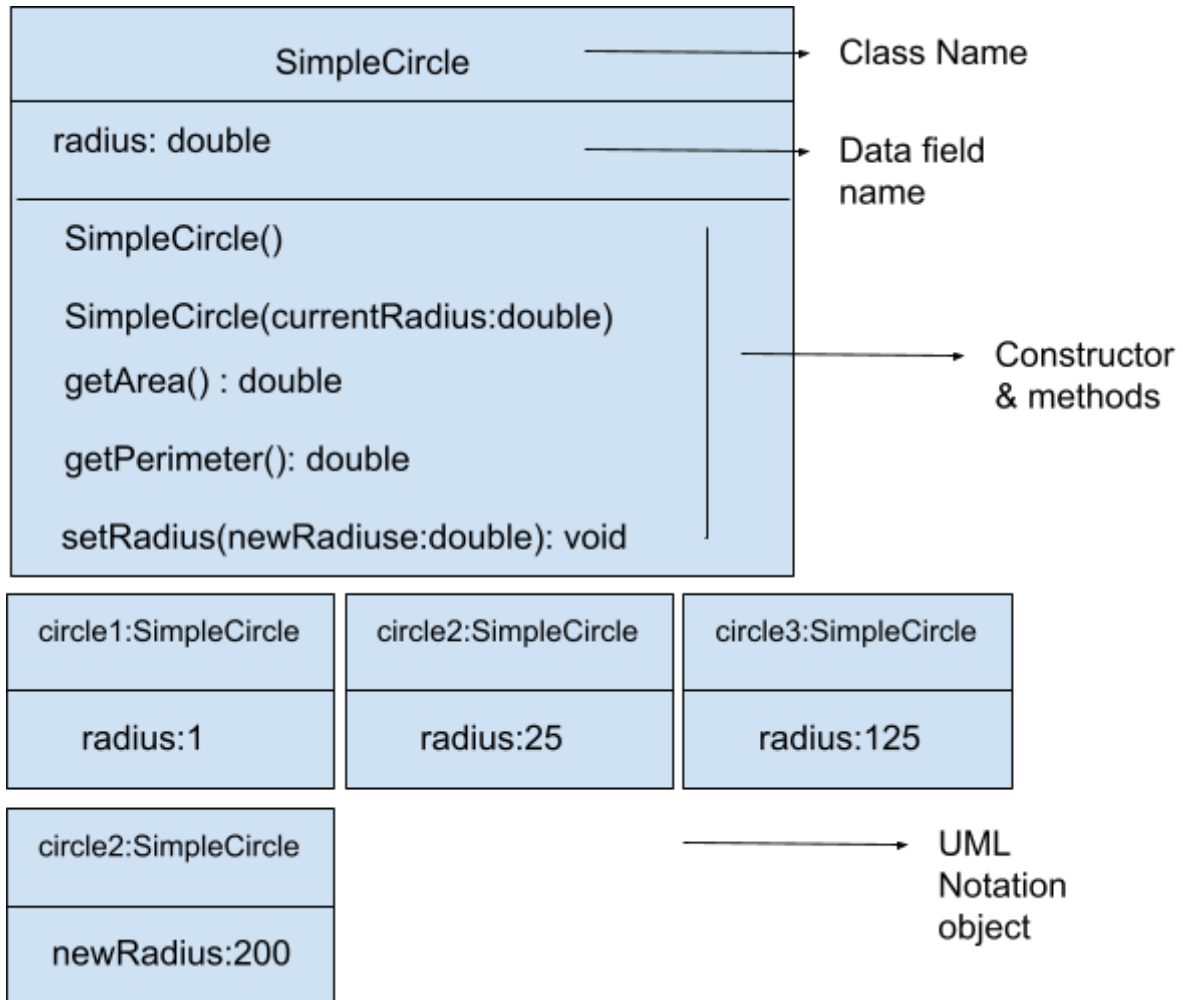 SimpleCircle
Class Name
radius: double
Data field
name
SimpleCircle()
SimpleCircle(currentRadius:double)
getArea() : double
getPerimeter(): double
setRadius(newRadiuse:double): void
Constructor
& methods
circle1:SimpleCircle
radius:1
circle2:SimpleCircle
radius:25
circle3:SimpleCircle
radius:125
circle2:SimpleCircle
newRadius:200
UML
Notation
object